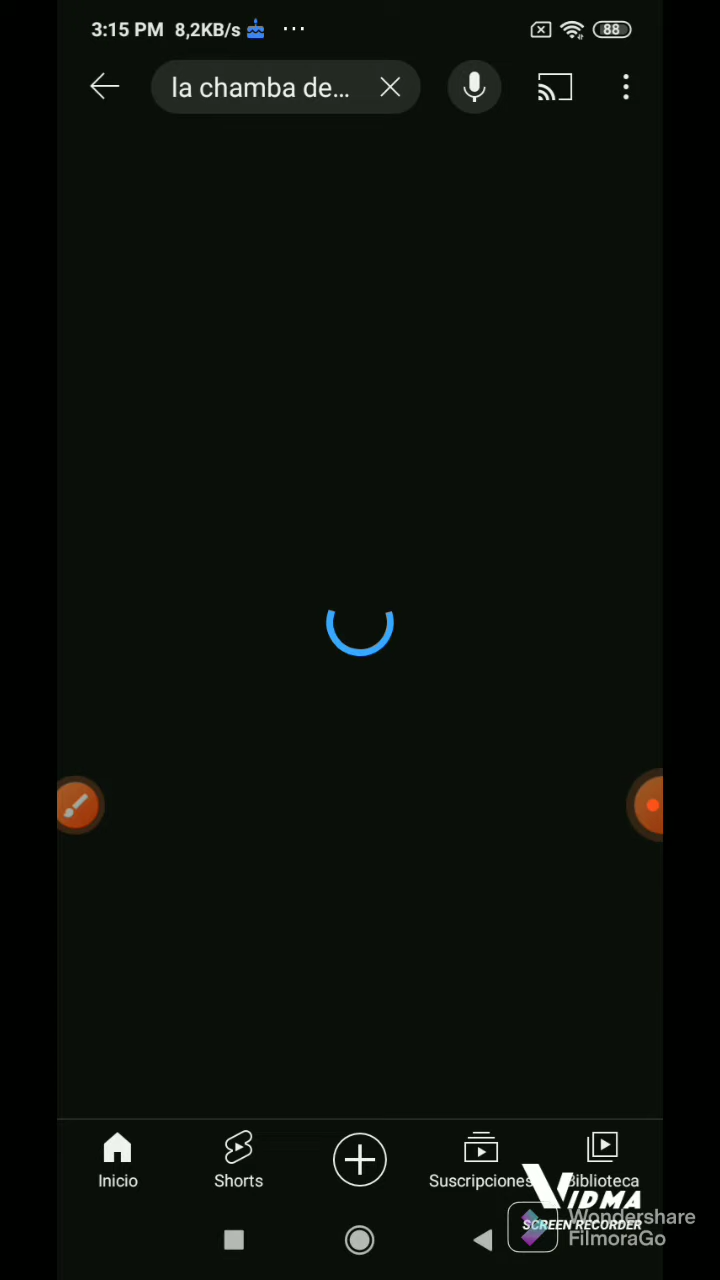 3:15 PM 8,2KB/s ... 88
la chamba de...
Inicio
Shorts
Suscripciones
Biblioteca
VIDMA
SCREEN RECORDER
Wondershare
FilmoraGo